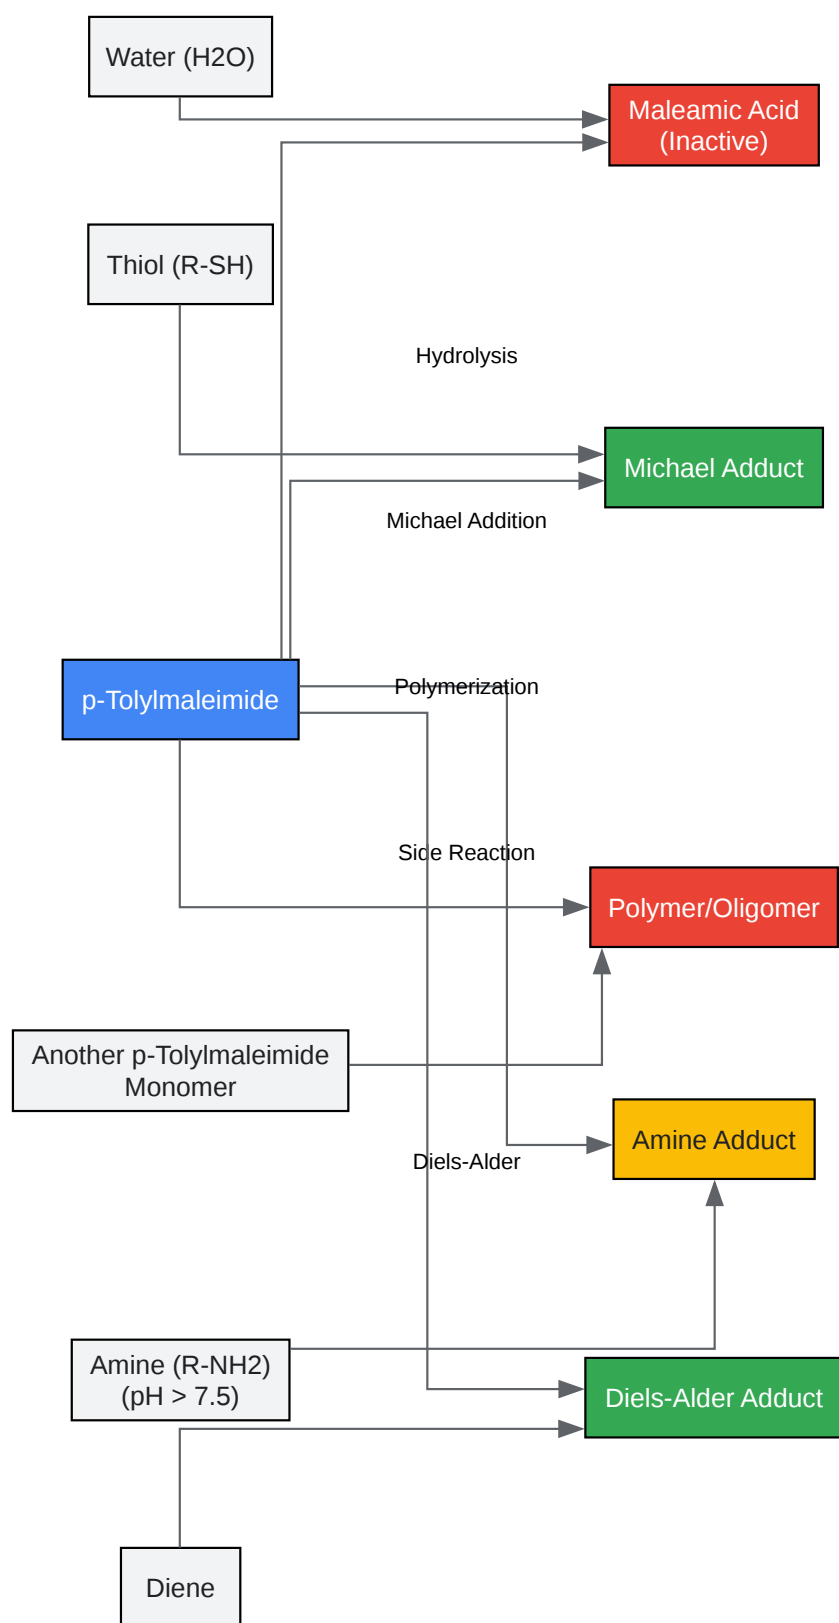 Water (H2O)
Maleamic Acid
(Inactive)
Thiol (R-SH)
Hydrolysis
Michael Adduct
Michael Addition
p-Tolylmaleimide
Polymerization
Side Reaction
Polymer/Oligomer
Another p-Tolylmaleimide
Monomer
Amine Adduct
Diels-Alder
Amine (R-NH2)
(pH > 7.5)
Diels-Alder Adduct
Diene